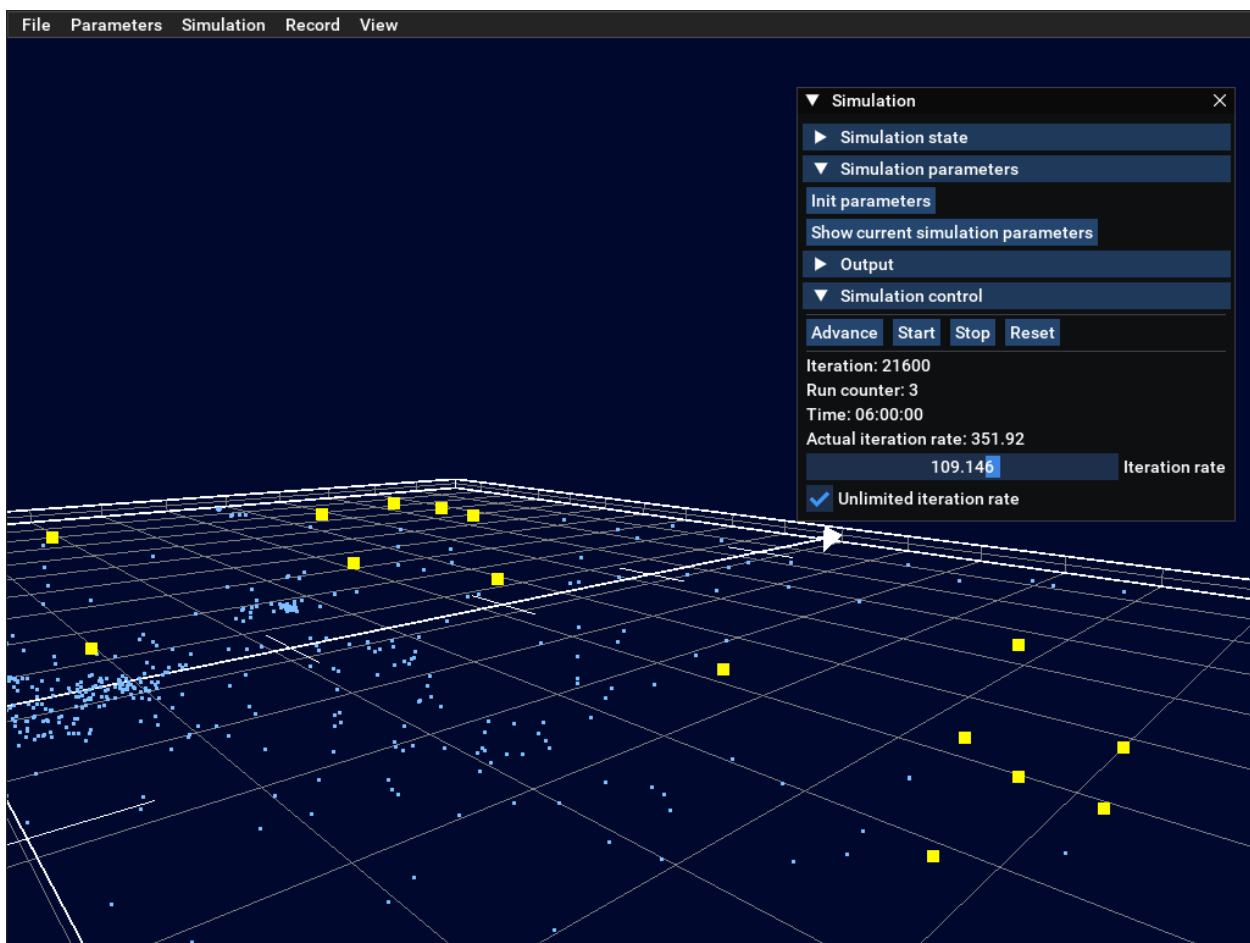 File Parameters Simulation Record View
Simulation
Simulation state
Simulation parameters
Init parameters
Show current simulation parameters
Output
Simulation control
Advance Start Stop Reset
Iteration: 21600
Run counter: 3
Time: 06:00:00
Actual iteration rate: 351.92
109.146 Iteration rate
Unlimited iteration rate